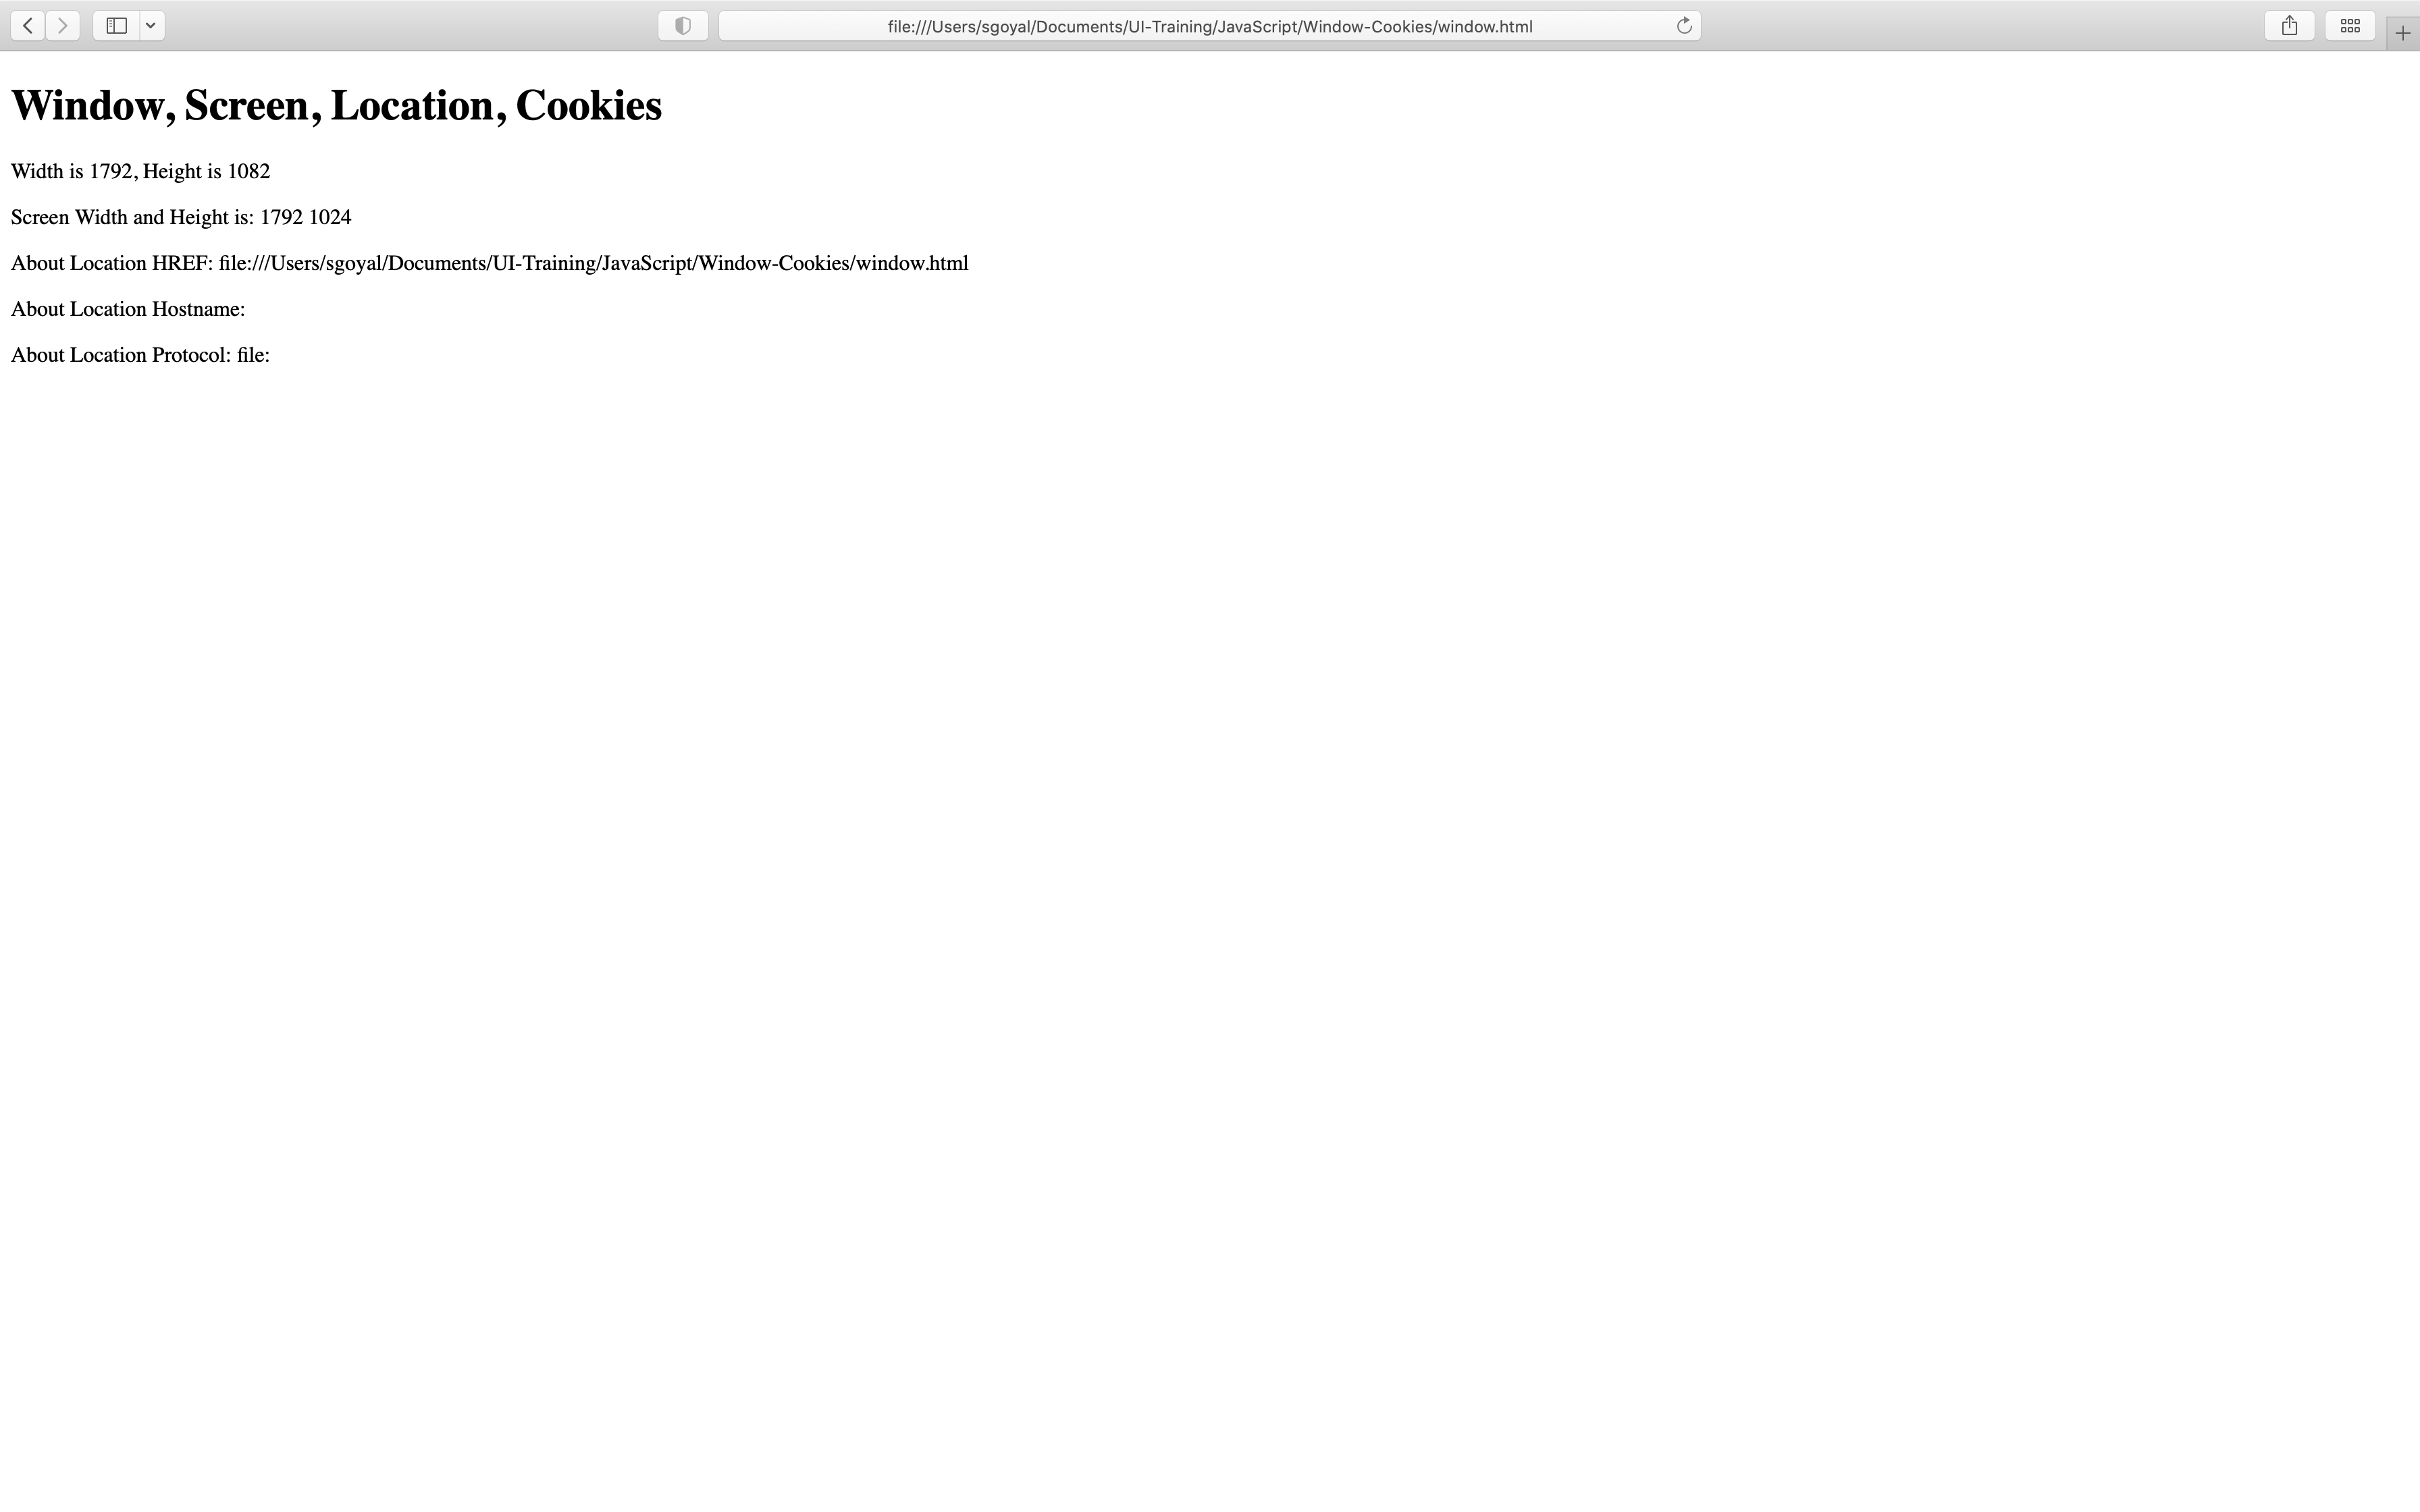 file:///Users/sgoyal/Documents/UI-Training/JavaScript/Window-Cookies/window.html
Window, Screen, Location, Cookies
Width is 1792, Height is 1082
Screen Width and Height is: 1792 1024
About Location HREF: file:///Users/sgoyal/Documents/UI-Training/JavaScript/Window-Cookies/window.html
About Location Hostname:
About Location Protocol: file: